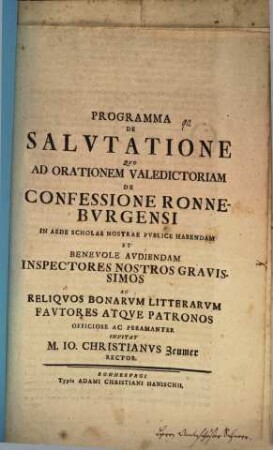 PROGRAMMA
DE
SALVTATIONE
QVO
AD ORATIONEM VALEDICTORIAM
DE
CONFESSIONE RONNE-
BVRGENSI
IN AEDE SCHOLAE NOSTRAE PVBLICE HABENDAM
ET
BENEVOLE AVDIENDAM
INSPECTORES NOSTROS GRAVIS-
SIMOS
AC
RELIQVOS BONARVM LITTERARVM
FAVTORES ATQVE PATRONOS
OFFICIOSE AC PERAMANTER
INVITAT
M. IO. CHRISTIANVS Zeumer
RECTOR.
RONNEBVRGI
Typis ADAMI CHRISTIANI HANISCHII.